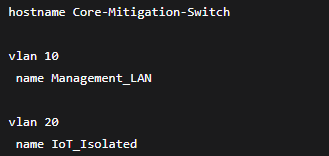 hostname Core-Mitigation-Switch
vlan 10
name Management_LAN
vlan 20
name IoT_Isolated